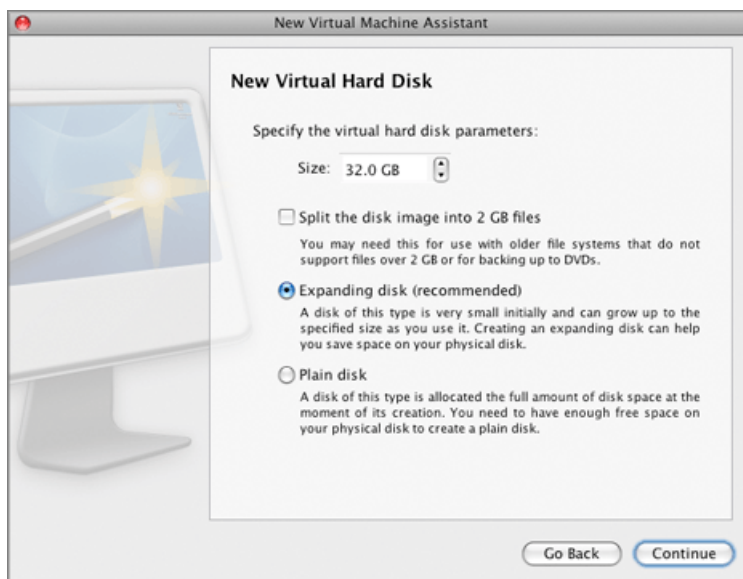 New Virtual Machine Assistant
New Virtual Hard Disk
Specify the virtual hard disk parameters:
Size: 32.0 GB
Split the disk image into 2 GB files
You may need this for use with older file systems that do not
support files over 2 GB or for backing up to DVDs.
Expanding disk (recommended)
A disk of this type is very small initially and can grow up to the
specified size as you use it. Creating an expanding disk can help
you save space on your physical disk.
Plain disk
A disk of this type is allocated the full amount of disk space at the
moment of its creation. You need to have enough free space on
your physical disk to create a plain disk.
Go Back Continue